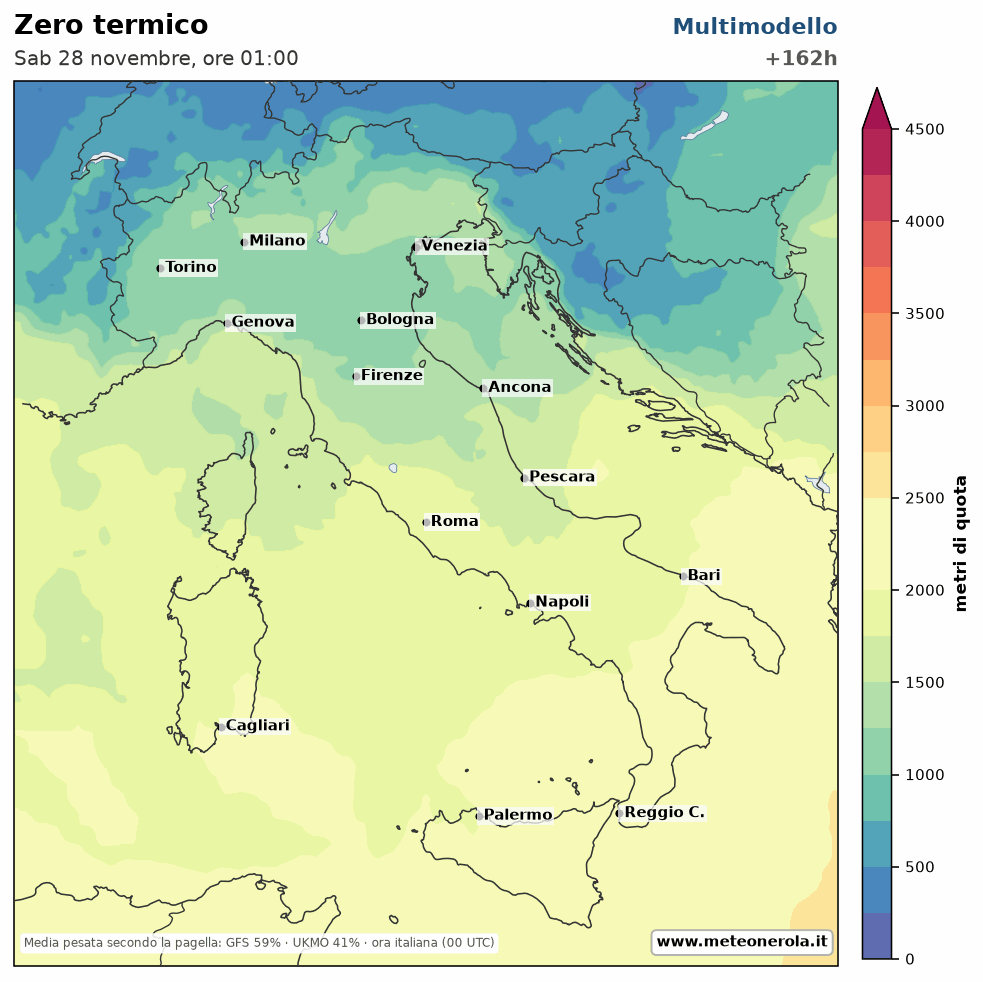 Zero termico
Multimodello
Sab 28 novembre, ore 01:00
+162h
4500
4000
3500
3000
2500
2000
1500
1000
500
0
metri di quota
Milano
Venezia
Torino
Genova
Bologna
Firenze
Ancona
Pescara
Roma
Bari
Napoli
Cagliari
Palermo
Reggio C.
Media pesata secondo la pagella: GFS 59% · UKMO 41% · ora italiana (00 UTC)
www.meteonerola.it